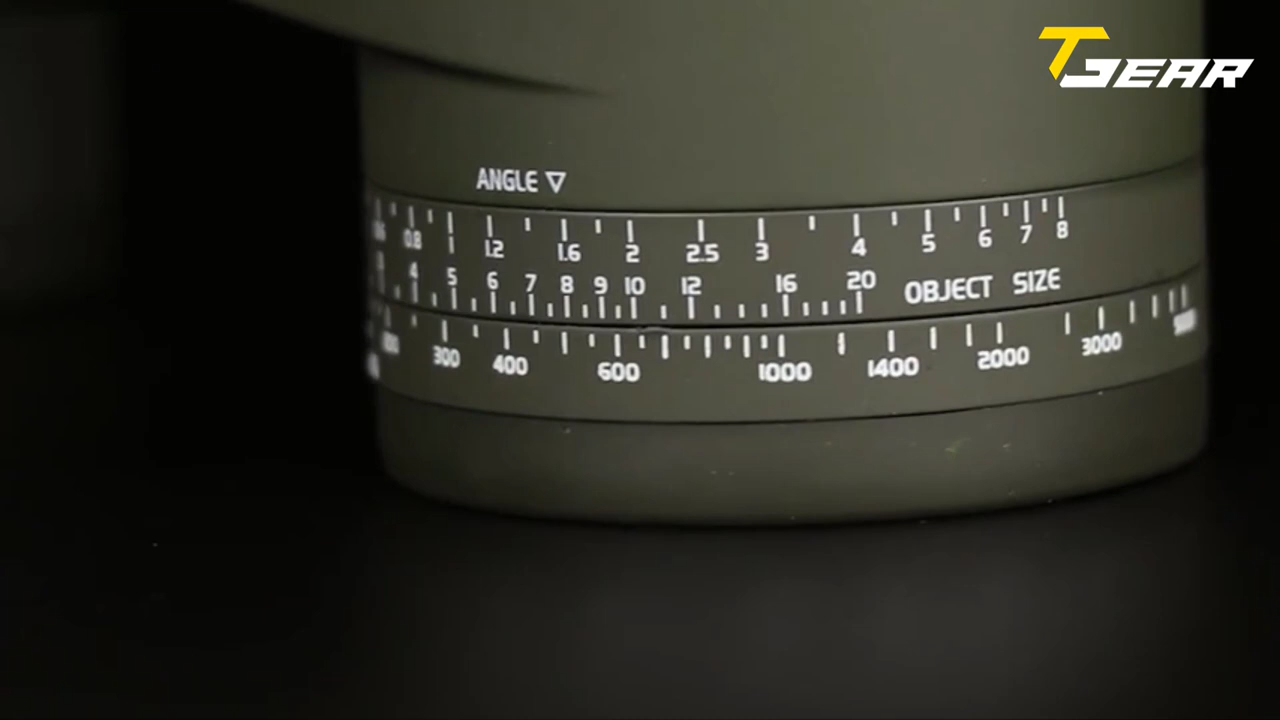 TGEAR
ANGLE ▽
0.8 1 1.2 1.6 2 2.5 3 4 5 6 7 8
4 5 6 7 8 9 10 12 16 20 OBJECT SIZE
300 400 600 1000 1400 2000 3000